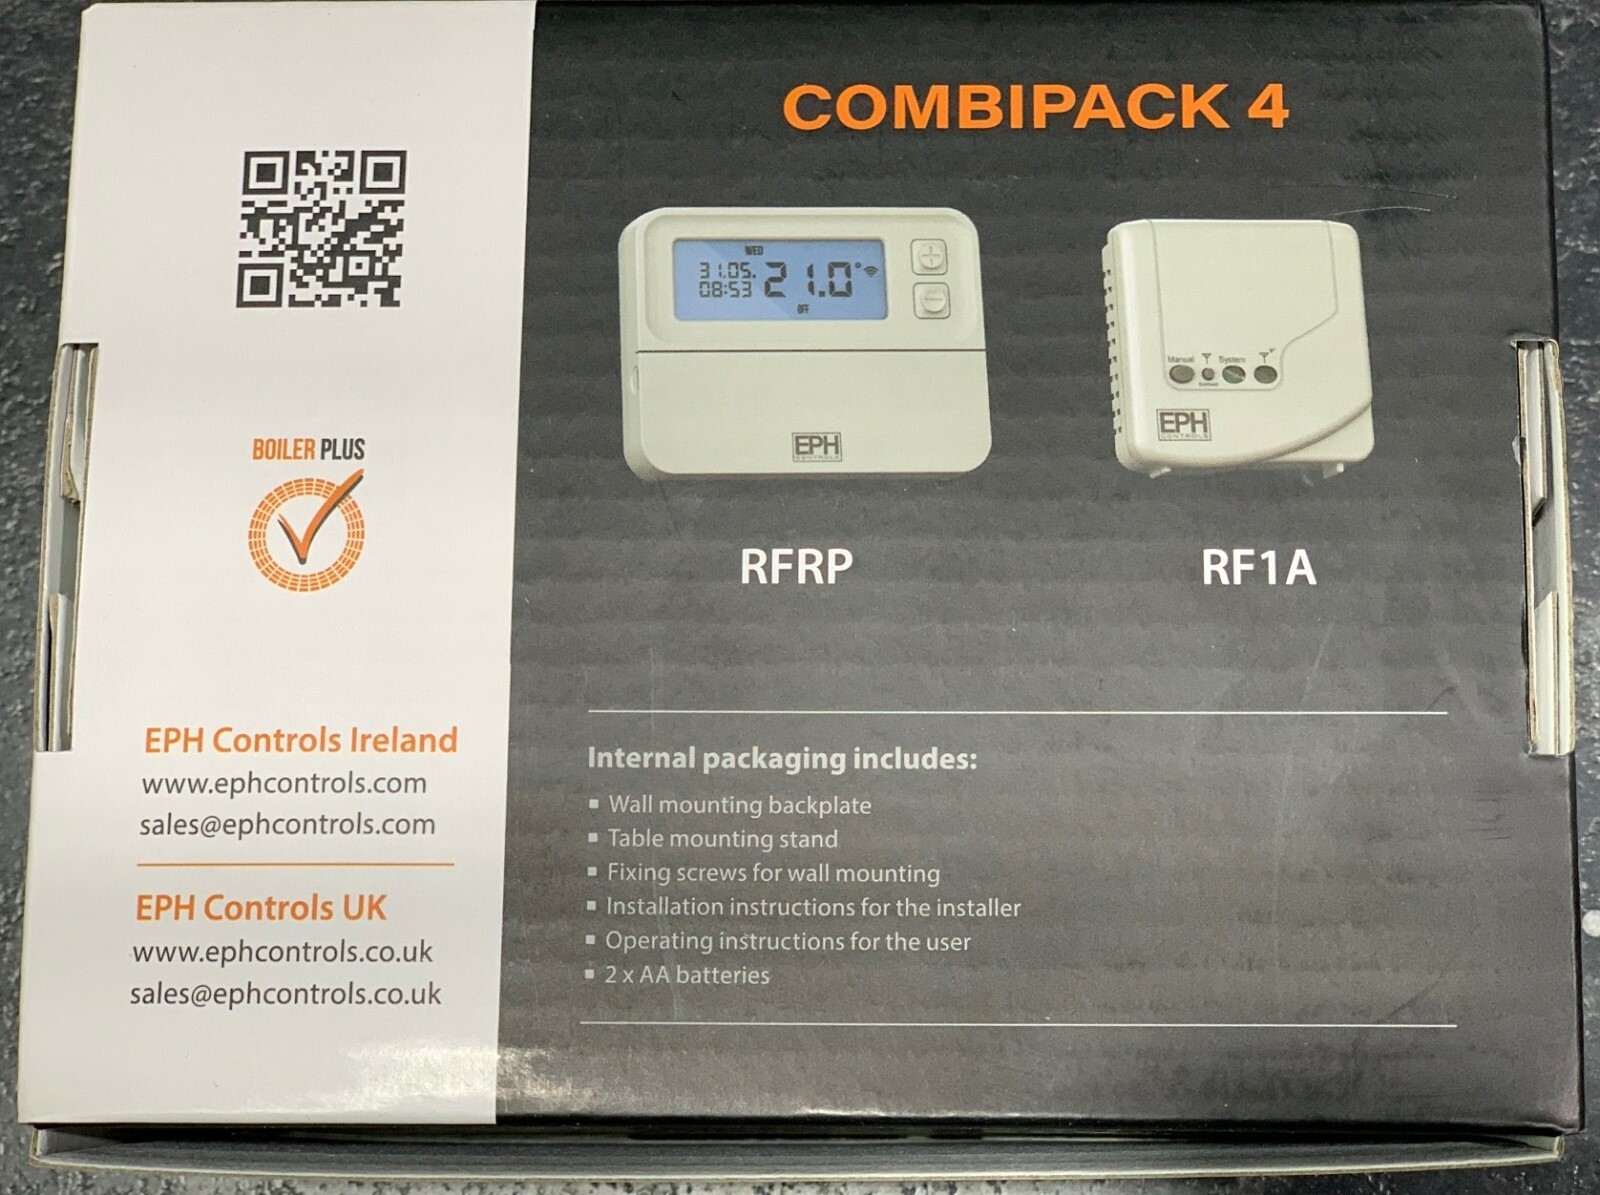 COMBIPACK 4
WED
31.05.
08:53
21.0°
OFF
EPH
CONTROLS
Manual
System
EPH
CONTROLS
RFRP
RF1A
BOILER PLUS
EPH Controls Ireland
www.ephcontrols.com
sales@ephcontrols.com
EPH Controls UK
www.ephcontrols.co.uk
sales@ephcontrols.co.uk
Internal packaging includes:
▪ Wall mounting backplate
▪ Table mounting stand
▪ Fixing screws for wall mounting
▪ Installation instructions for the installer
▪ Operating instructions for the user
▪ 2 x AA batteries